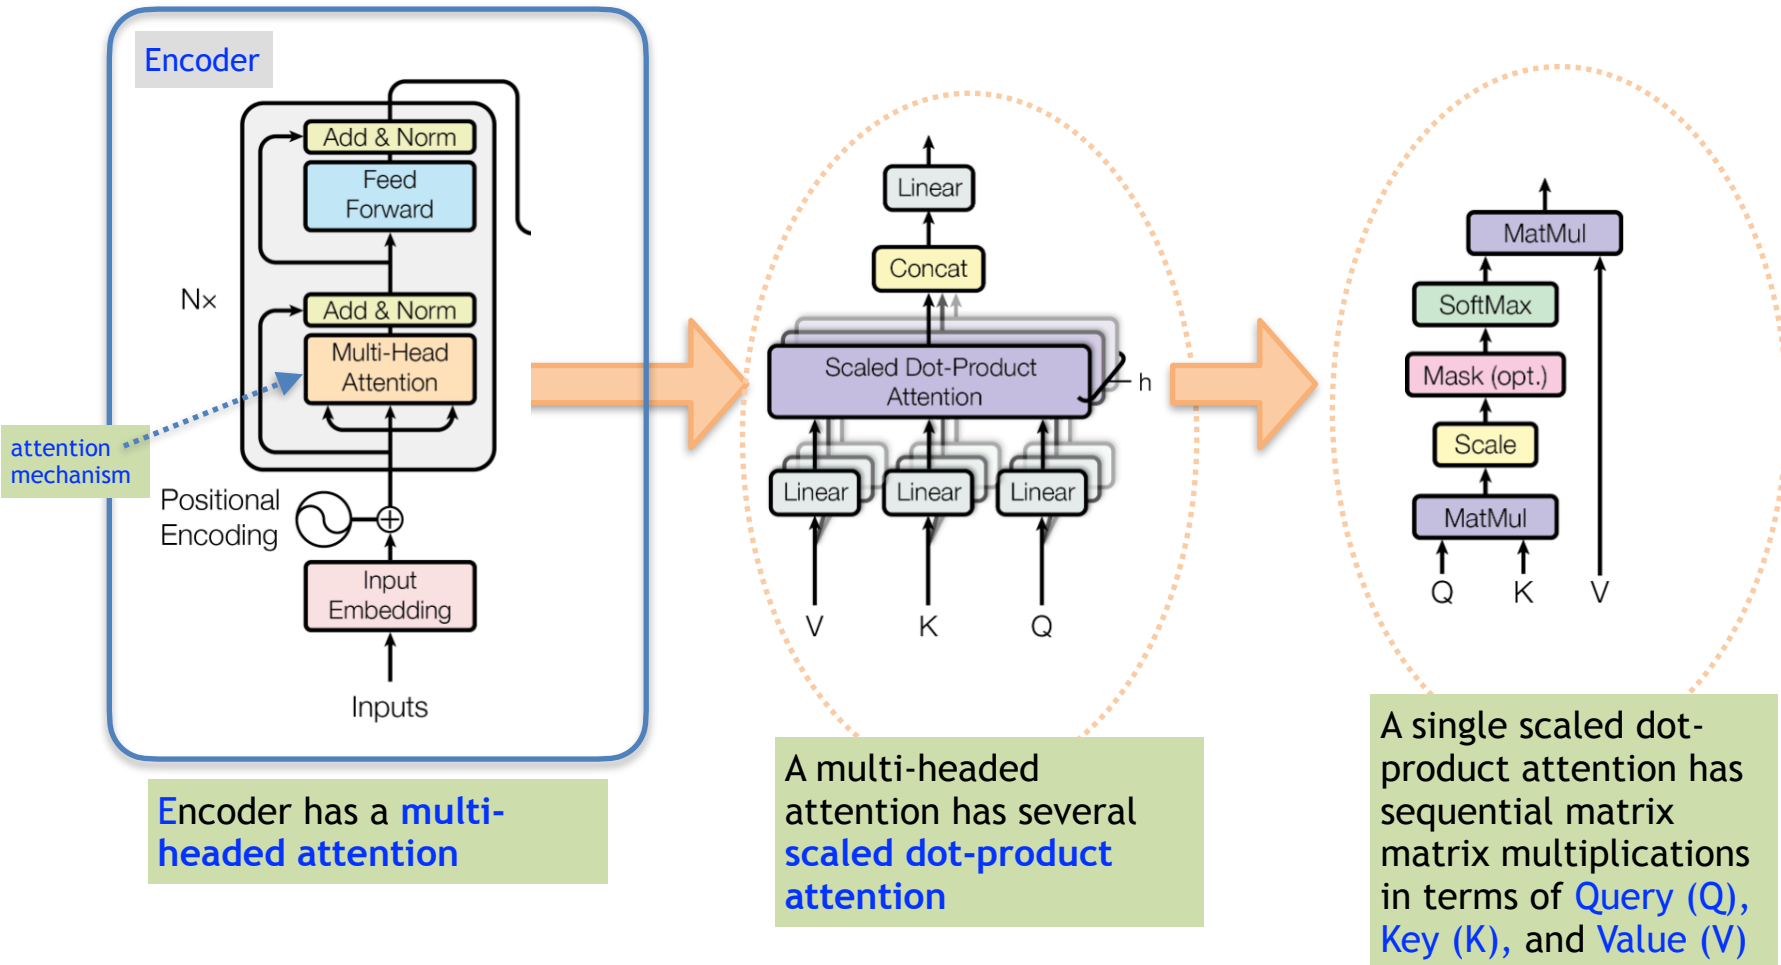 Encoder
Add & Norm
Feed
Forward
N×
Add & Norm
Multi-Head
Attention
attention
mechanism
Positional
Encoding
Input
Embedding
Inputs
Encoder has a multi-
headed attention
Linear
Concat
Scaled Dot-Product
Attention
h
Linear
Linear
Linear
V
K
Q
A multi-headed
attention has several
scaled dot-product
attention
MatMul
SoftMax
Mask (opt.)
Scale
MatMul
Q
K
V
A single scaled dot-
product attention has
sequential matrix
matrix multiplications
in terms of Query (Q),
Key (K), and Value (V)